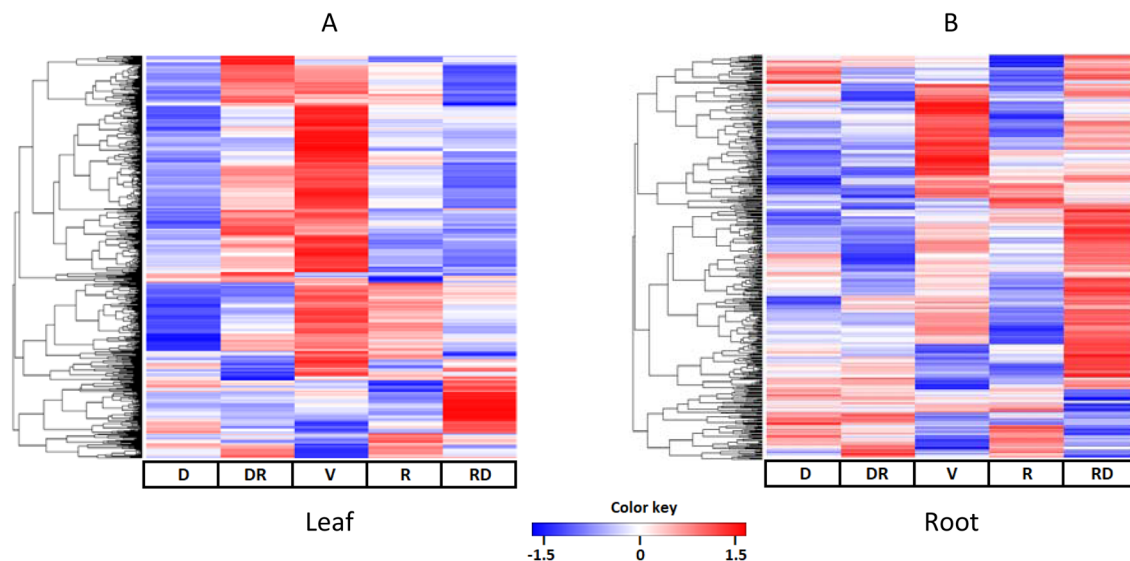 A
B
D DR V R RD
D DR V R RD
Leaf
Color key
Root
-1.5 0 1.5